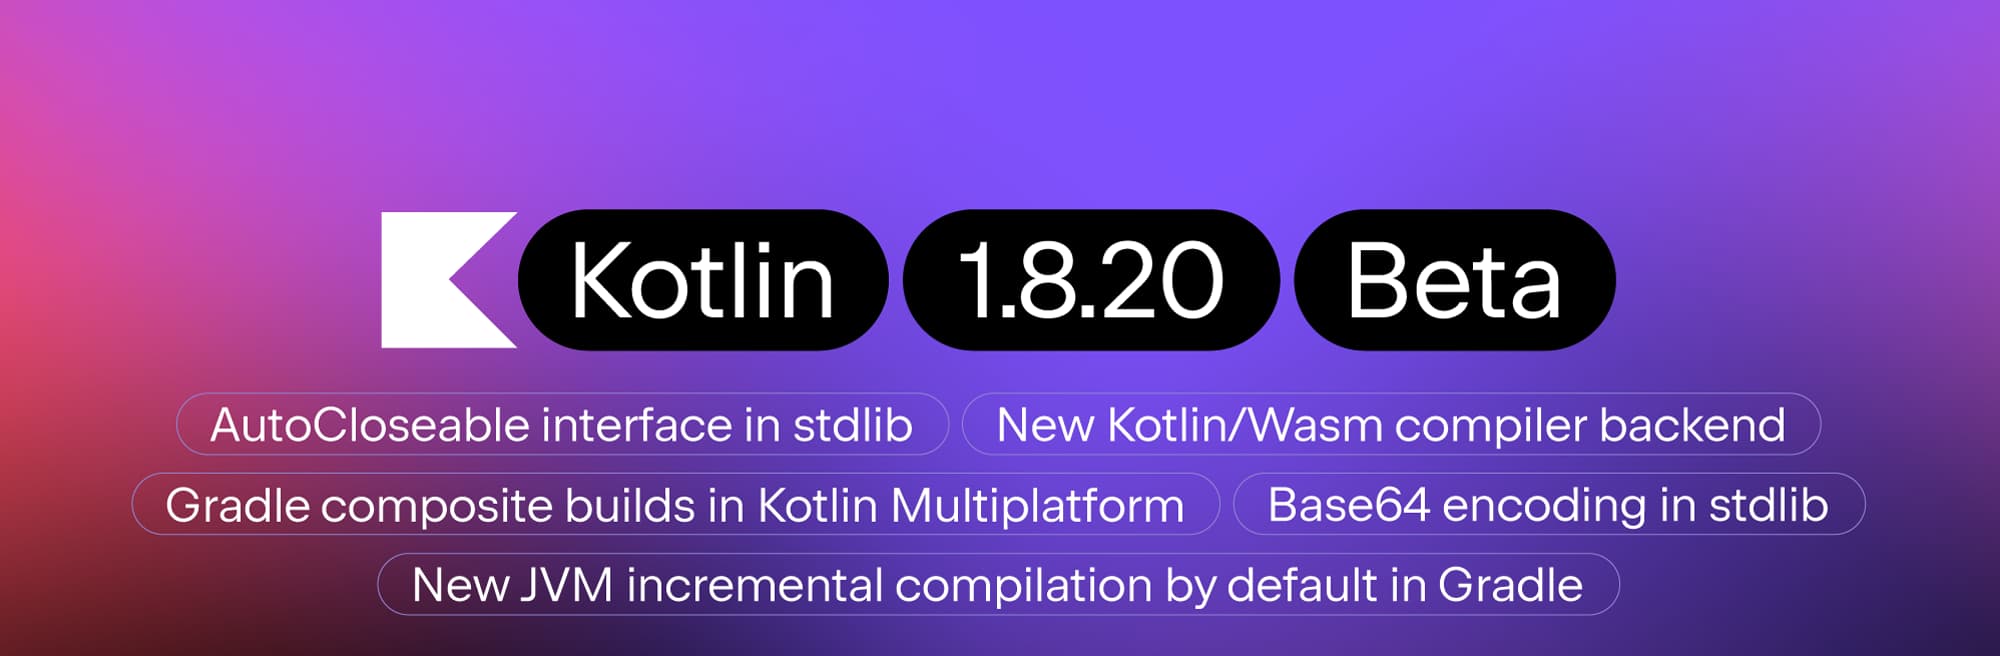 Kotlin 1.8.20 Beta
AutoCloseable interface in stdlib New Kotlin/Wasm compiler backend
Gradle composite builds in Kotlin Multiplatform Base64 encoding in stdlib
New JVM incremental compilation by default in Gradle